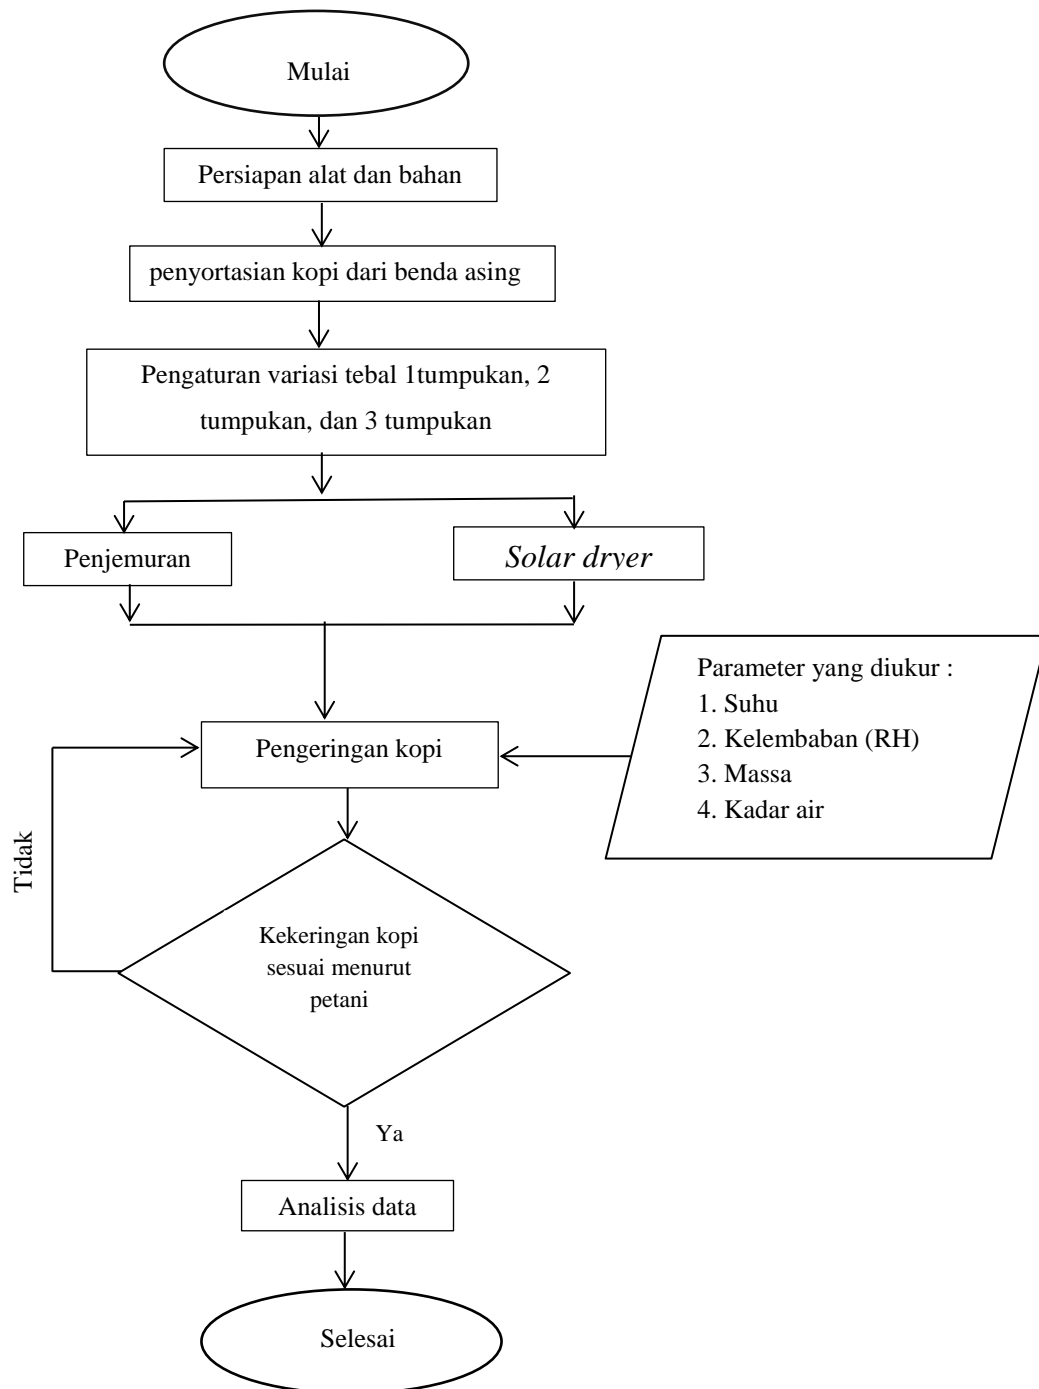 Mulai
Persiapan alat dan bahan
penyortasian kopi dari benda asing
Pengaturan variasi tebal 1tumpukan, 2
tumpukan, dan 3 tumpukan
Penjemuran
Solar dryer
Parameter yang diukur :
1. Suhu
2. Kelembaban (RH)
3. Massa
4. Kadar air
Pengeringan kopi
Tidak
Kekeringan kopi
sesuai menurut
petani
Ya
Analisis data
Selesai